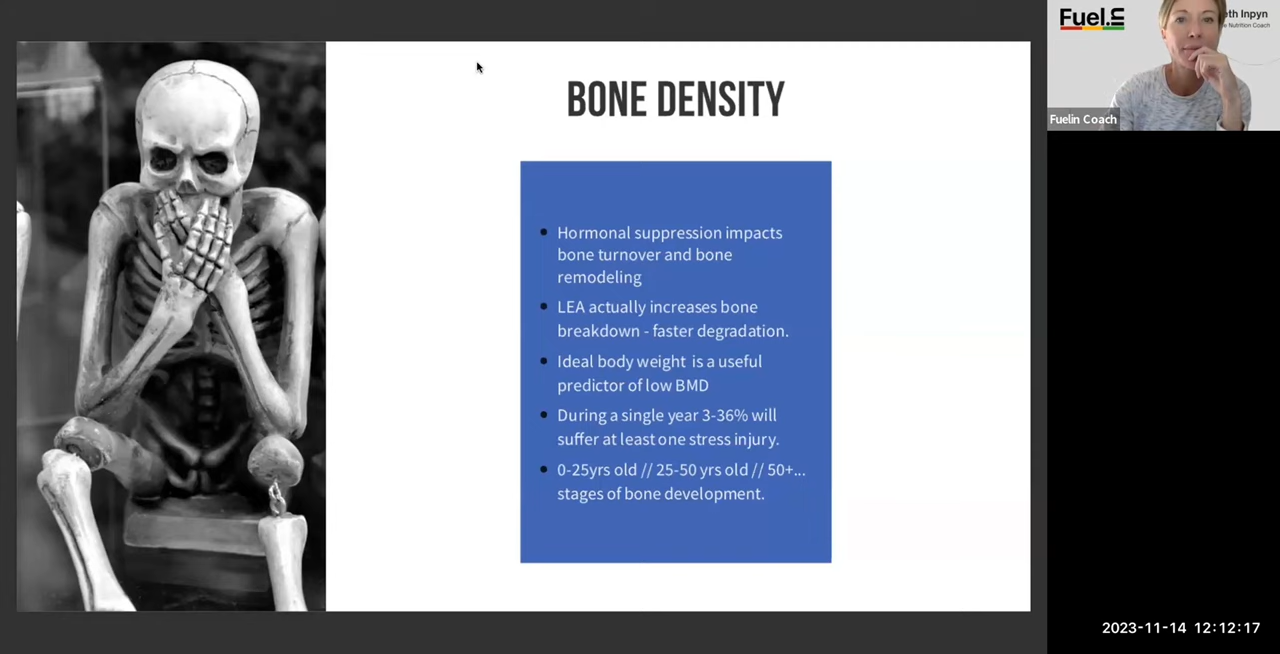 BONE DENSITY
Hormonal suppression impacts
bone turnover and bone
remodeling
LEA actually increases bone
breakdown - faster degradation.
Ideal body weight is a useful
predictor of low BMD
During a single year 3-36% will
suffer at least one stress injury.
0-25yrs old // 25-50 yrs old // 50+...
stages of bone development.
Fuel.in
eth Inpyn
e Nutrition Coach
Fuelin Coach
2023-11-14 12:12:17